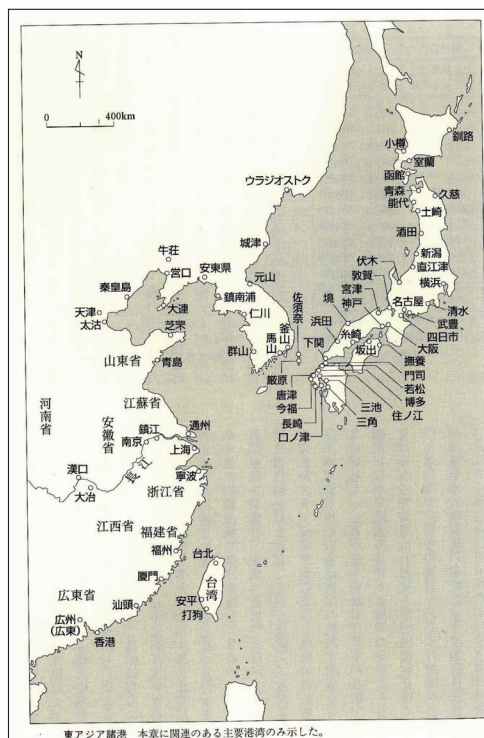 N
0
400km
小樽
釧路
室蘭
函館
青森
久慈
能代
土崎
酒田
新潟
直江津
伏木
敦賀
横浜
宮津
神戸
名古屋
境
浜田
清水
武豊
四日市
大阪
糸崎
坂出
下関
撫養
門司
若松
博多
住ノ江
三池
三角
佐須奈
厳原
唐津
今福
長崎
口ノ津
ウラジオストク
城津
元山
鎮南浦
仁川
群山
馬山
釜山
牛荘
営口
安東県
秦皇島
天津
太沽
大連
芝罘
山東省
青島
河南省
江蘇省
安徽省
鎮江
通州
南京
上海
長江
漢口
大冶
寧波
浙江省
江西省
福建省
福州
厦門
台北
台湾
安平
打狗
広東省
広州
(広東)
汕頭
香港
東アジア諸港 本章に関連のある主要港湾のみ示した。